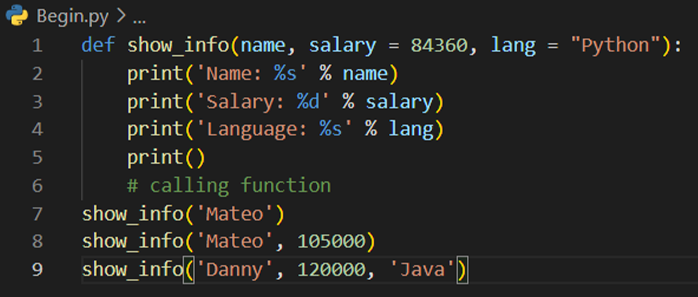 Begin.py > ...
1 def show_info(name, salary = 84360, lang = "Python"):
2     print('Name: %s' % name)
3     print('Salary: %d' % salary)
4     print('Language: %s' % lang)
5     print()
6     # calling function
7 show_info('Mateo')
8 show_info('Mateo', 105000)
9 show_info('Danny', 120000, 'Java')